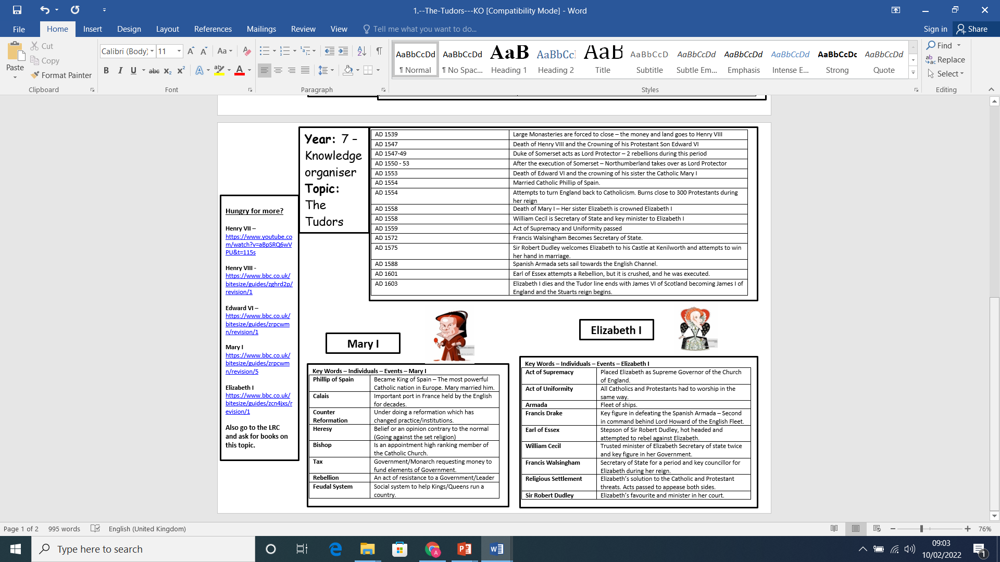 1.--The-Tudors---KO [Compatibility Mode] - Word
File Home Insert Design Layout References Mailings Review View Tell me what you want to do... Sign in Share
Paste
Cut
Copy
Format Painter
Clipboard
Calibri (Body) 11
Font
Paragraph
AaBbCcDd AaBbCcDd AaBbCc AaBbCc AaB AaBbCcD AaBbCcDd AaBbCcDd AaBbCcDd AaBbCcDc AaBbCcDd
¶ Normal ¶ No Spac... Heading 1 Heading 2 Title Subtitle Subtle Em... Emphasis Intense E... Strong Quote
Styles
Find
Replace
Select
Editing
Year: 7 –
Knowledge
organiser
Topic:
The
Tudors
AD 1539 Large Monasteries are forced to close – the money and land goes to Henry VIII
AD 1547 Death of Henry VIII and the Crowning of his Protestant Son Edward VI
AD 1547-49 Duke of Somerset acts as Lord Protector – 2 rebellions during this period
AD 1550 - 53 After the execution of Somerset – Northumberland takes over as Lord Protector
AD 1553 Death of Edward VI and the crowning of his sister the Catholic Mary I
AD 1554 Married Catholic Phillip of Spain.
AD 1554 Attempts to turn England back to Catholicism. Burns close to 300 Protestants during
her reign
AD 1558 Death of Mary I – Her sister Elizabeth is crowned Elizabeth I
AD 1558 William Cecil is Secretary of State and key minister to Elizabeth I
AD 1559 Act of Supremacy and Uniformity passed
AD 1572 Francis Walsingham Becomes Secretary of State.
AD 1575 Sir Robert Dudley welcomes Elizabeth to his Castle at Kenilworth and attempts to win
her hand in marriage.
AD 1588 Spanish Armada sets sail towards the English Channel.
AD 1601 Earl of Essex attempts a Rebellion, but it is crushed, and he was executed.
AD 1603 Elizabeth I dies and the Tudor line ends with James VI of Scotland becoming James I of
England and the Stuarts reign begins.
Hungry for more?
Henry VII –
https://www.youtube.co
m/watch?v=aBpSRQ6wV
PU&t=115s
Henry VIII -
https://www.bbc.co.uk/
bitesize/guides/zghrd2p/
revision/1
Edward VI –
https://www.bbc.co.uk/
bitesize/guides/zrpcwm
n/revision/1
Mary I
https://www.bbc.co.uk/
bitesize/guides/zrpcwm
n/revision/5
Elizabeth I
https://www.bbc.co.uk/
bitesize/guides/zcn4jxs/r
evision/1
Also go to the LRC
and ask for books on
this topic.
Mary I
Key Words – Individuals – Events – Mary I
Phillip of Spain Became King of Spain – The most powerful
Catholic nation in Europe. Mary married him.
Calais Important port in France held by the English
for decades.
Counter Under doing a reformation which has
Reformation changed practice/institutions.
Heresy Belief or an opinion contrary to the normal
(Going against the set religion)
Bishop Is an appointment high ranking member of
the Catholic Church.
Tax Government/Monarch requesting money to
fund elements of Government.
Rebellion An act of resistance to a Government/Leader
Feudal System Social system to help Kings/Queens run a
country.
Elizabeth I
Key Words – Individuals – Events – Elizabeth I
Act of Supremacy Placed Elizabeth as Supreme Governor of the Church
of England.
Act of Uniformity All Catholics and Protestants had to worship in the
same way.
Armada Fleet of ships.
Francis Drake Key figure in defeating the Spanish Armada – Second
in command behind Lord Howard of the English Fleet.
Earl of Essex Stepson of Sir Robert Dudley, hot headed and
attempted to rebel against Elizabeth.
William Cecil Trusted minister of Elizabeth Secretary of state twice
and key figure in her Government.
Francis Walsingham Secretary of State for a period and key councillor for
Elizabeth during her reign.
Religious Settlement Elizabeth's solution to the Catholic and Protestant
threats. Acts passed to appease both sides.
Sir Robert Dudley Elizabeth's favourite and minister in her court.
Page 1 of 2 995 words English (United Kingdom) 76%
Type here to search
09:03
10/02/2022
1